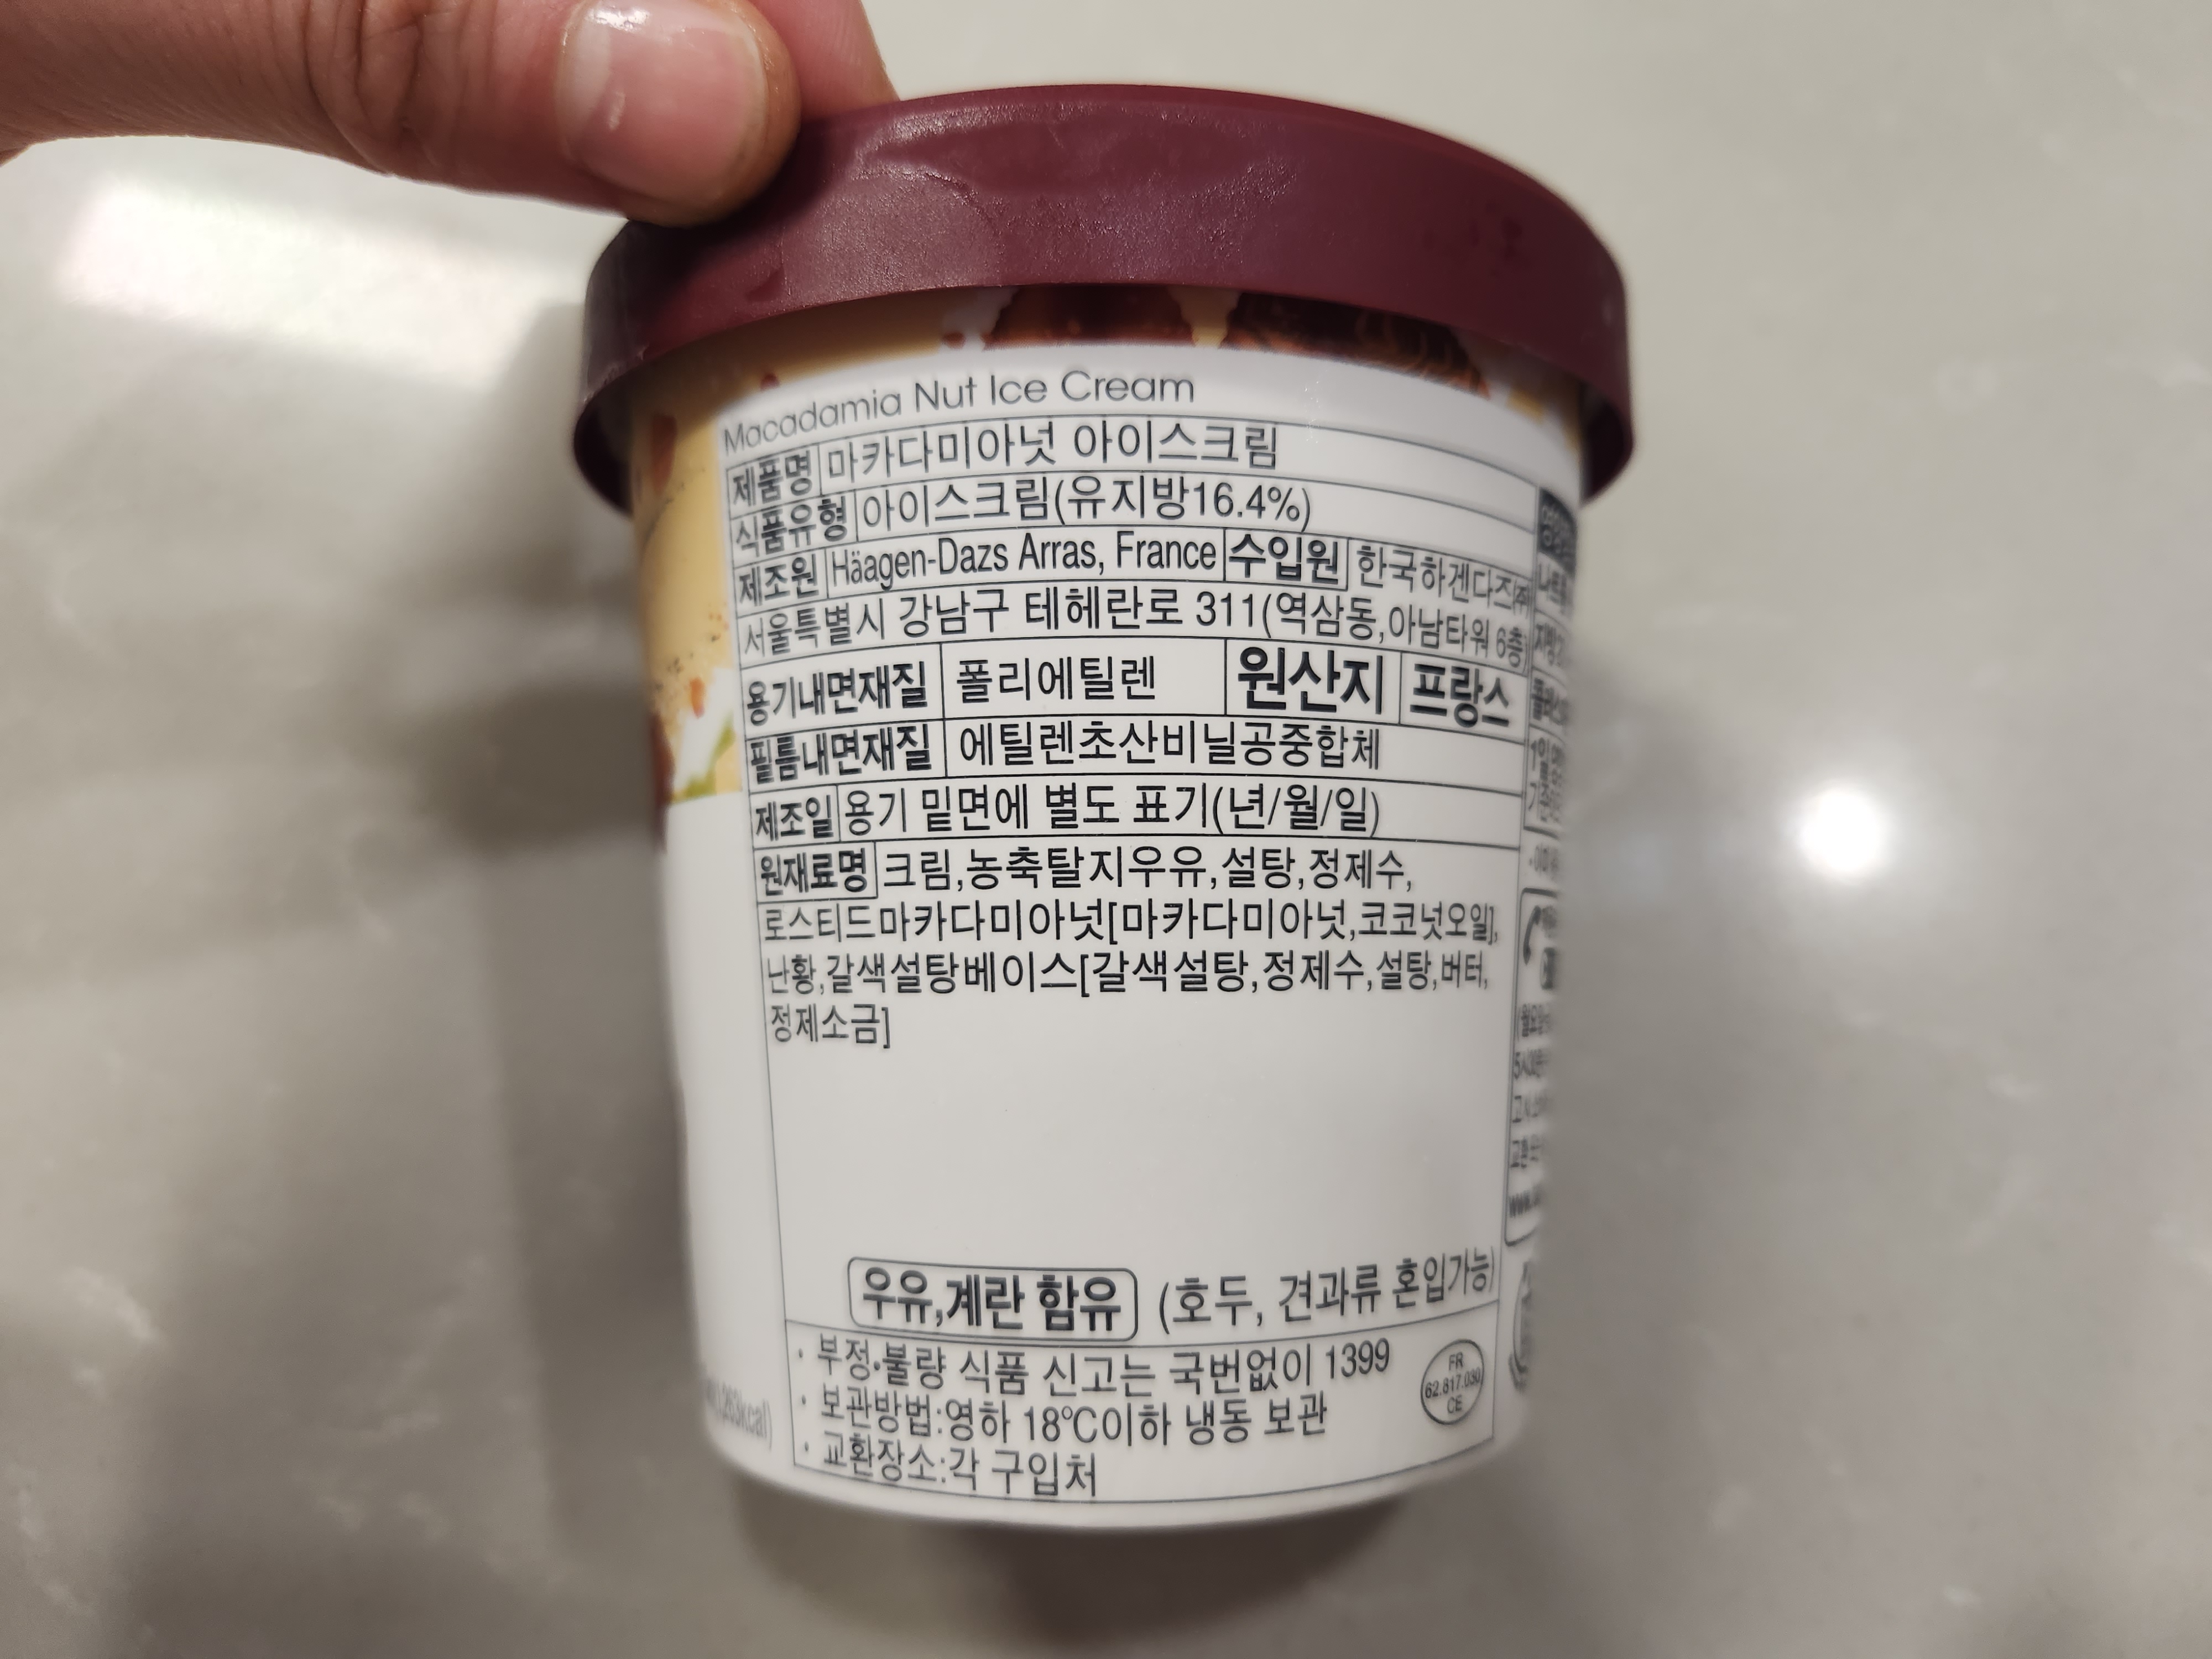 Macadamia Nut Ice Cream
제품명 마카다미아넛 아이스크림
식품유형 아이스크림(유지방16.4%)
제조원 Häagen-Dazs Arras, France 수입원 한국하겐다즈㈜
서울특별시 강남구 테헤란로 311(역삼동,아남타워 6층)
용기내면재질 폴리에틸렌 원산지 프랑스
필름내면재질 에틸렌초산비닐공중합체
제조일 용기 밑면에 별도 표기(년/월/일)
원재료명 크림,농축탈지우유,설탕,정제수,
로스티드마카다미아넛[마카다미아넛,코코넛오일],
난황,갈색설탕베이스[갈색설탕,정제수,설탕,버터,
정제소금]
우유,계란 함유 (호두, 견과류 혼입가능)
· 부정•불량 식품 신고는 국번없이 1399
· 보관방법:영하 18℃이하 냉동 보관
· 교환장소:각 구입처
FR
62.817.030
CE
263kcal)